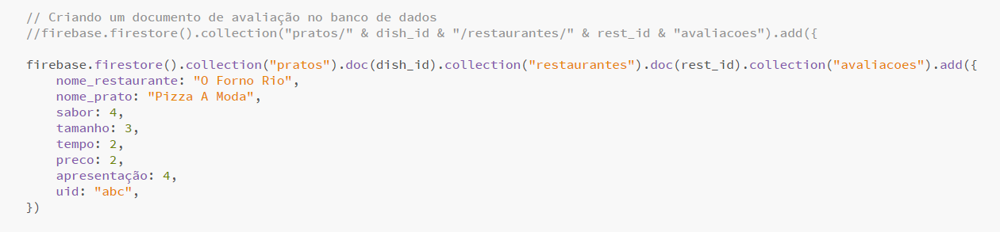 // Criando um documento de avaliação no banco de dados
//firebase.firestore().collection("pratos/" & dish_id & "/restaurantes/" & rest_id & "avaliacoes").add({
firebase.firestore().collection("pratos").doc(dish_id).collection("restaurantes").doc(rest_id).collection("avaliacoes").add({
nome_restaurante: "O Forno Rio",
nome_prato: "Pizza A Moda",
sabor: 4,
tamanho: 3,
tempo: 2,
preco: 2,
apresentação: 4,
uid: "abc",
})